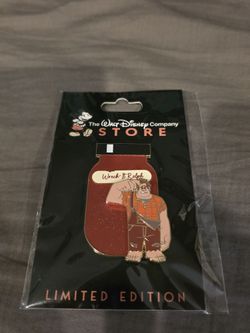 The WALT DISNEY Company
STORE
Wreck It Ralph
LIMITED EDITION